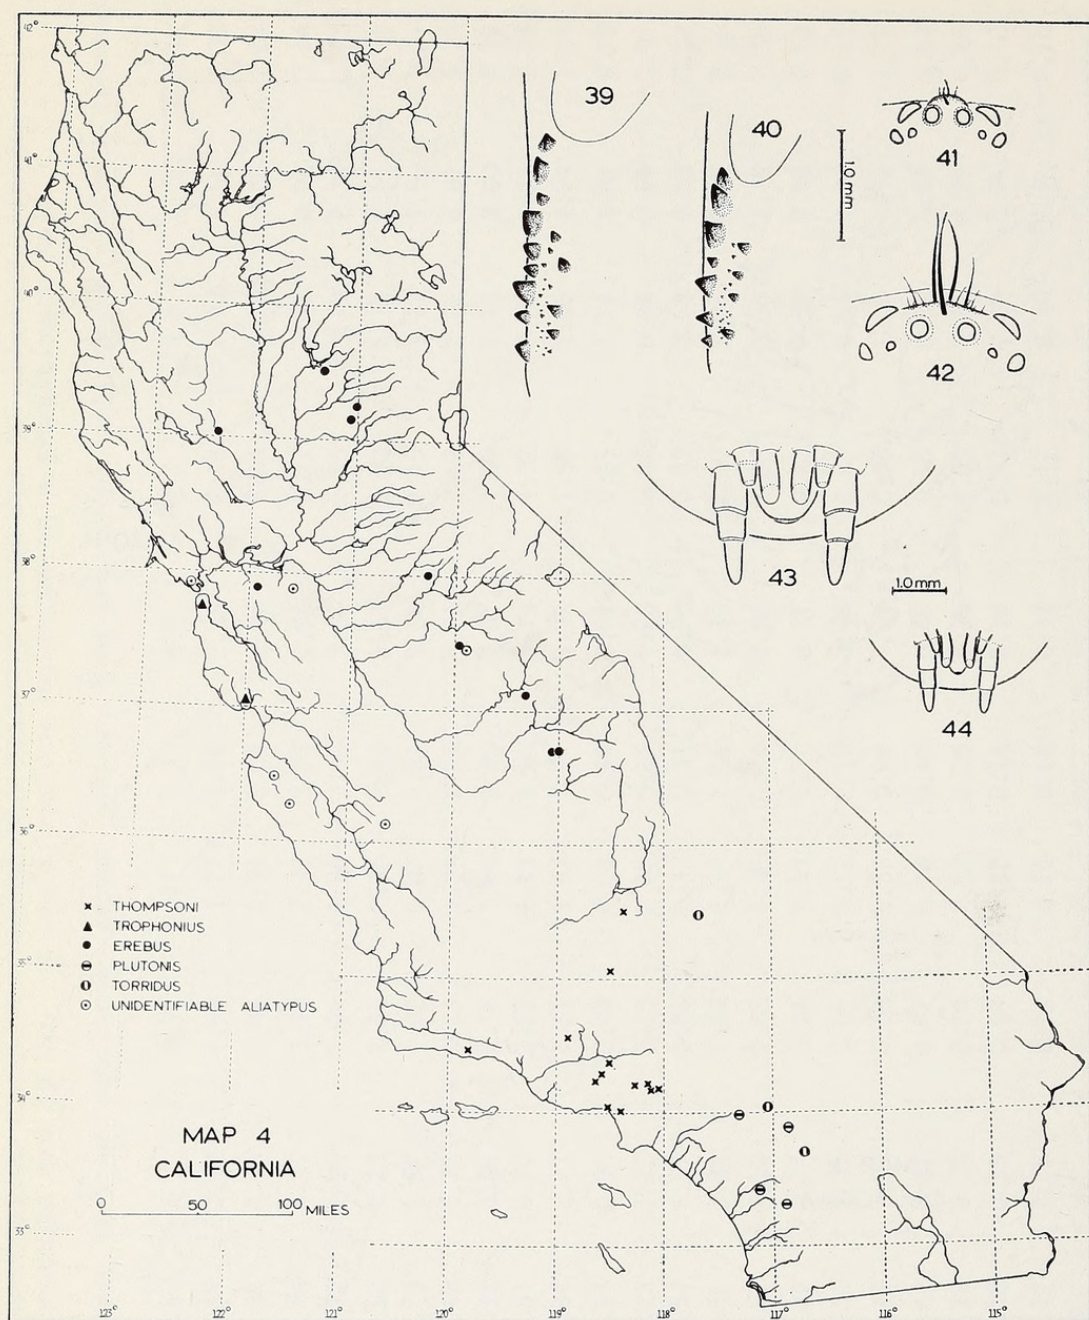 42°
41°
40°
39°
38°
37°
36°
35°
34°
33°
39
40
1.0 mm
41
42
43
1.0 mm
44
× THOMPSONI
▲ TROPHONIUS
● EREBUS
⊖ PLUTONIS
TORRIDUS
⊙ UNIDENTIFIABLE ALIATYPUS
MAP 4
CALIFORNIA
0 50 100 MILES
123° 122° 121° 120° 119° 118° 117° 116° 115°